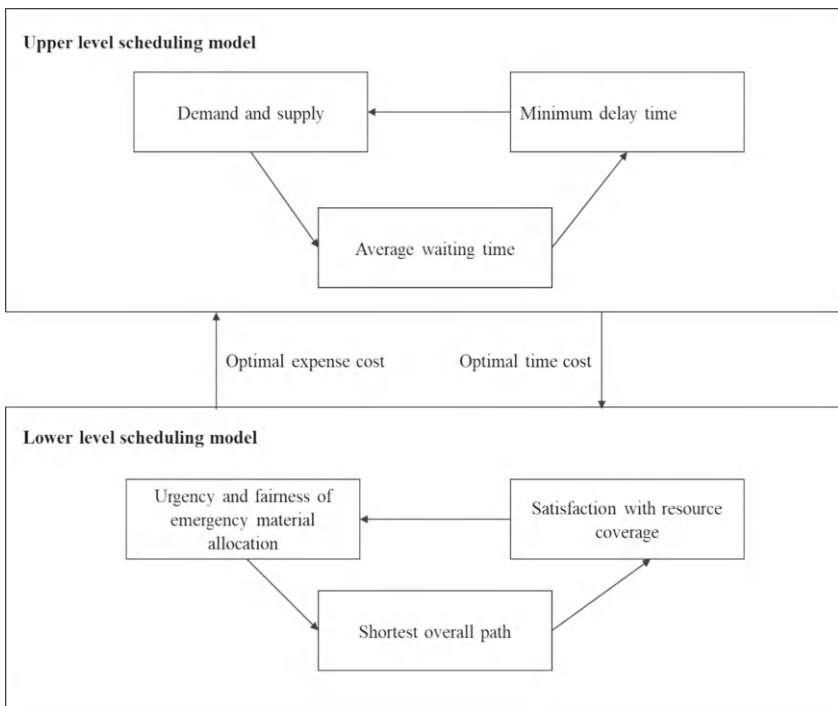 Upper level scheduling model
Demand and supply
Minimum delay time
Average waiting time
Optimal expense cost
Optimal time cost
Lower level scheduling model
Urgency and fairness of
emergency material
allocation
Satisfaction with resource
coverage
Shortest overall path